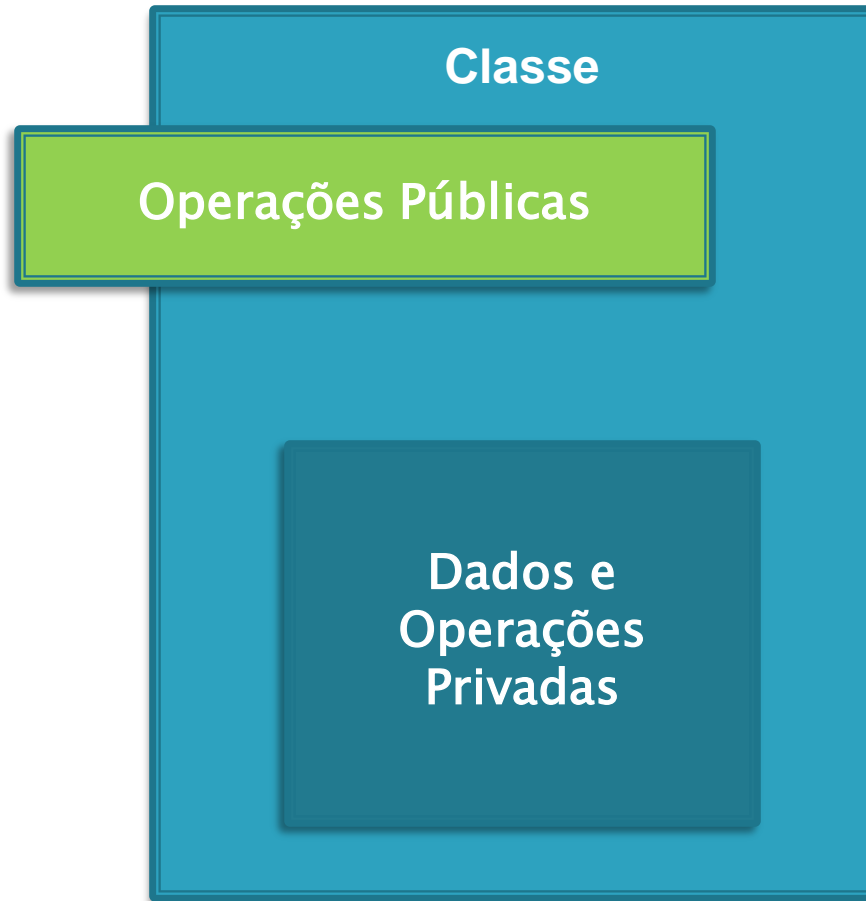 Classe
Operações Públicas
Dados e
Operações
Privadas